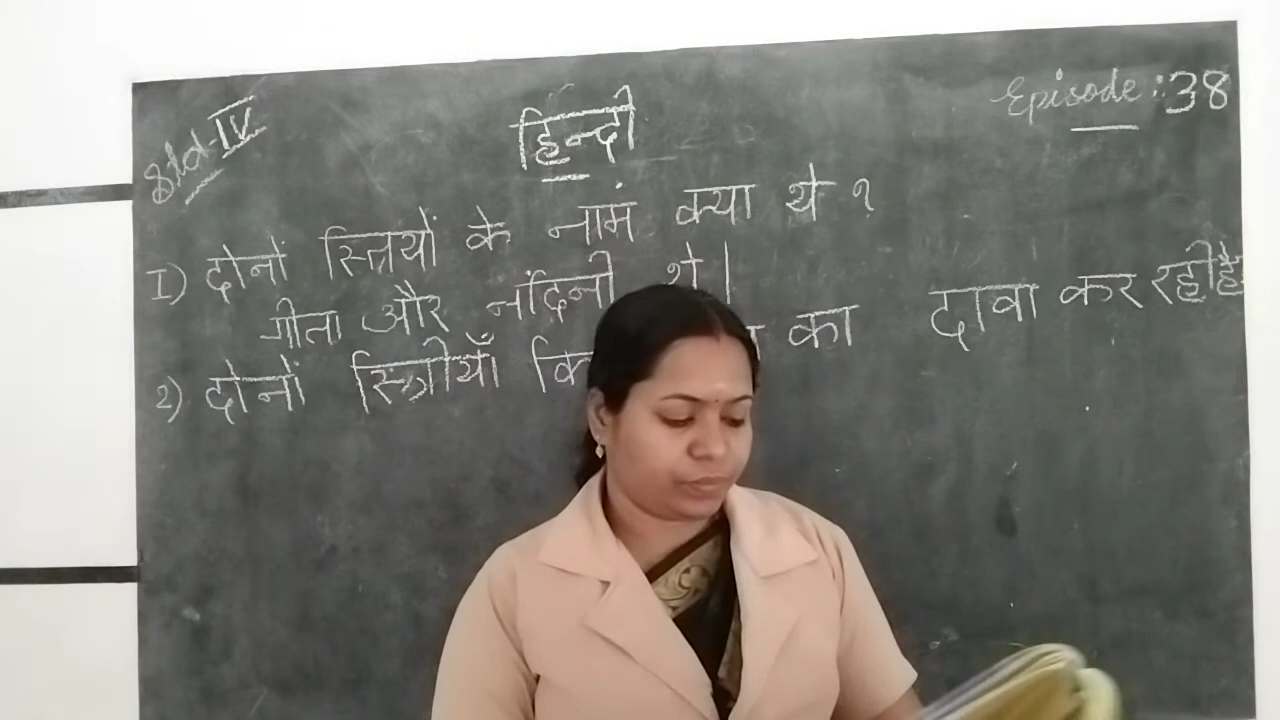 Std-IV
हिन्दी
Episode : 38
1) दोनों स्त्रियों के नामं क्या थे ?
गीता और नंदिनी थे |
2) दोनों स्त्रियाँ का दावा कर रही है